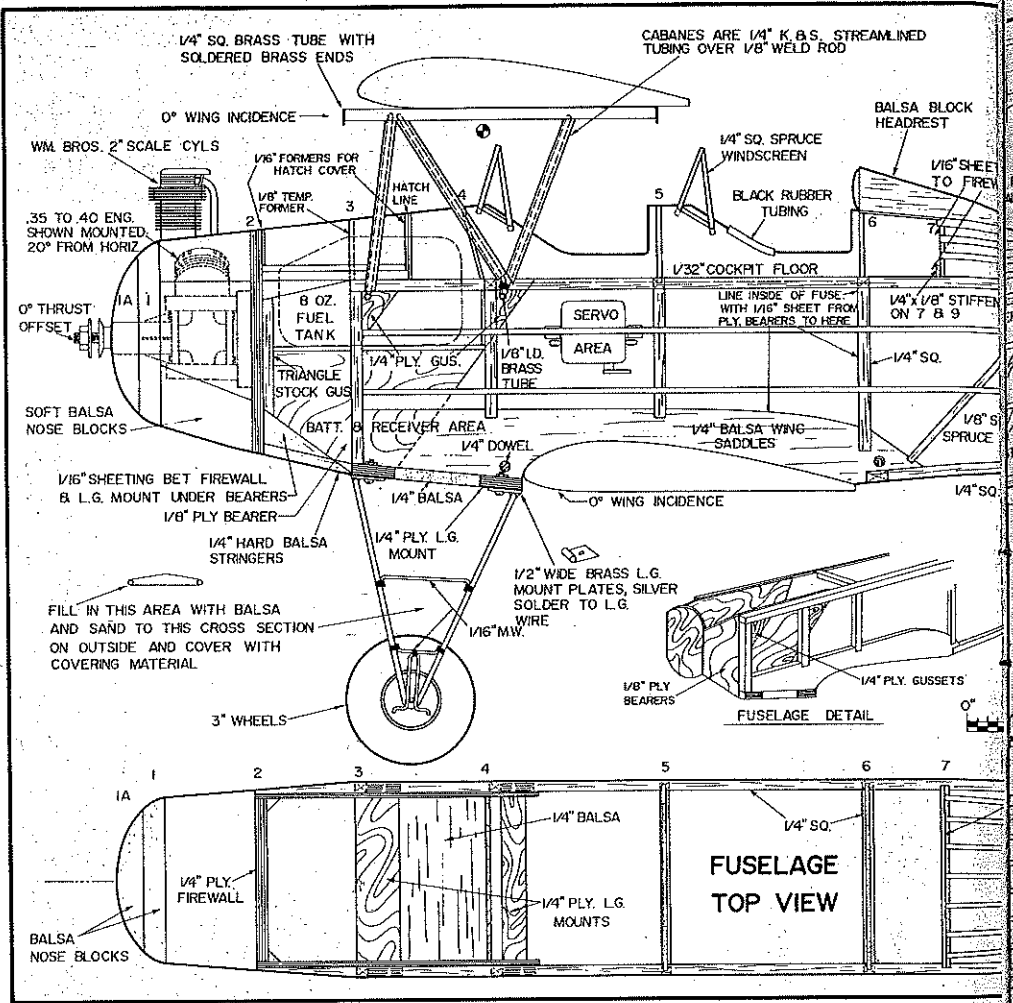 1/4" SQ. BRASS TUBE WITH
SOLDERED BRASS ENDS
CABANES ARE 1/4" K.&S. STREAMLINED
TUBING OVER 1/8" WELD ROD
0° WING INCIDENCE
BALSA BLOCK
HEADREST
WM. BROS. 2" SCALE CYLS
1/16" FORMERS FOR
HATCH COVER
1/4" SQ. SPRUCE
WINDSCREEN
1/16" SHEET
TO
1/8" TEMP.
FORMER
HATCH
LINE
BLACK RUBBER
TUBING
.35 TO .40 ENG.
SHOWN MOUNTED
20° FROM HORIZ.
2
3
4
5
6
7
1/32" COCKPIT FLOOR
1A
1
0° THRUST
OFFSET
8 OZ.
FUEL
TANK
SERVO
AREA
LINE INSIDE OF FUSE.
WITH 1/16" SHEET FROM
PLY. BEARERS TO HERE
1/4" x 1/8"
ON 7 & 9
1/4" PLY. GUS.
1/8" I.D.
BRASS
TUBE
1/4" SQ.
TRIANGLE
STOCK GUS
SOFT BALSA
NOSE BLOCKS
BATT. & RECEIVER AREA
1/4" DOWEL
1/4" BALSA WING
SADDLES
1/8"
SPRUCE
1/16" SHEETING BET FIREWALL
& L.G. MOUNT UNDER BEARERS
1/4" BALSA
0° WING INCIDENCE
1/4" SQ.
1/8" PLY BEARER
1/4" HARD BALSA
STRINGERS
1/4" PLY. L.G.
MOUNT
1/2" WIDE BRASS L.G.
MOUNT PLATES, SILVER
SOLDER TO L.G.
WIRE
FILL IN THIS AREA WITH BALSA
AND SAND TO THIS CROSS SECTION
ON OUTSIDE AND COVER WITH
COVERING MATERIAL
1/16" M.W.
3" WHEELS
1/8" PLY
BEARERS
1/4" PLY. GUSSETS
FUSELAGE DETAIL
0"
1A
1
2
3
4
5
6
7
1/4" BALSA
1/4" SQ.
1/4" PLY.
FIREWALL
FUSELAGE
TOP VIEW
1/4" PLY. L.G.
MOUNTS
BALSA
NOSE BLOCKS